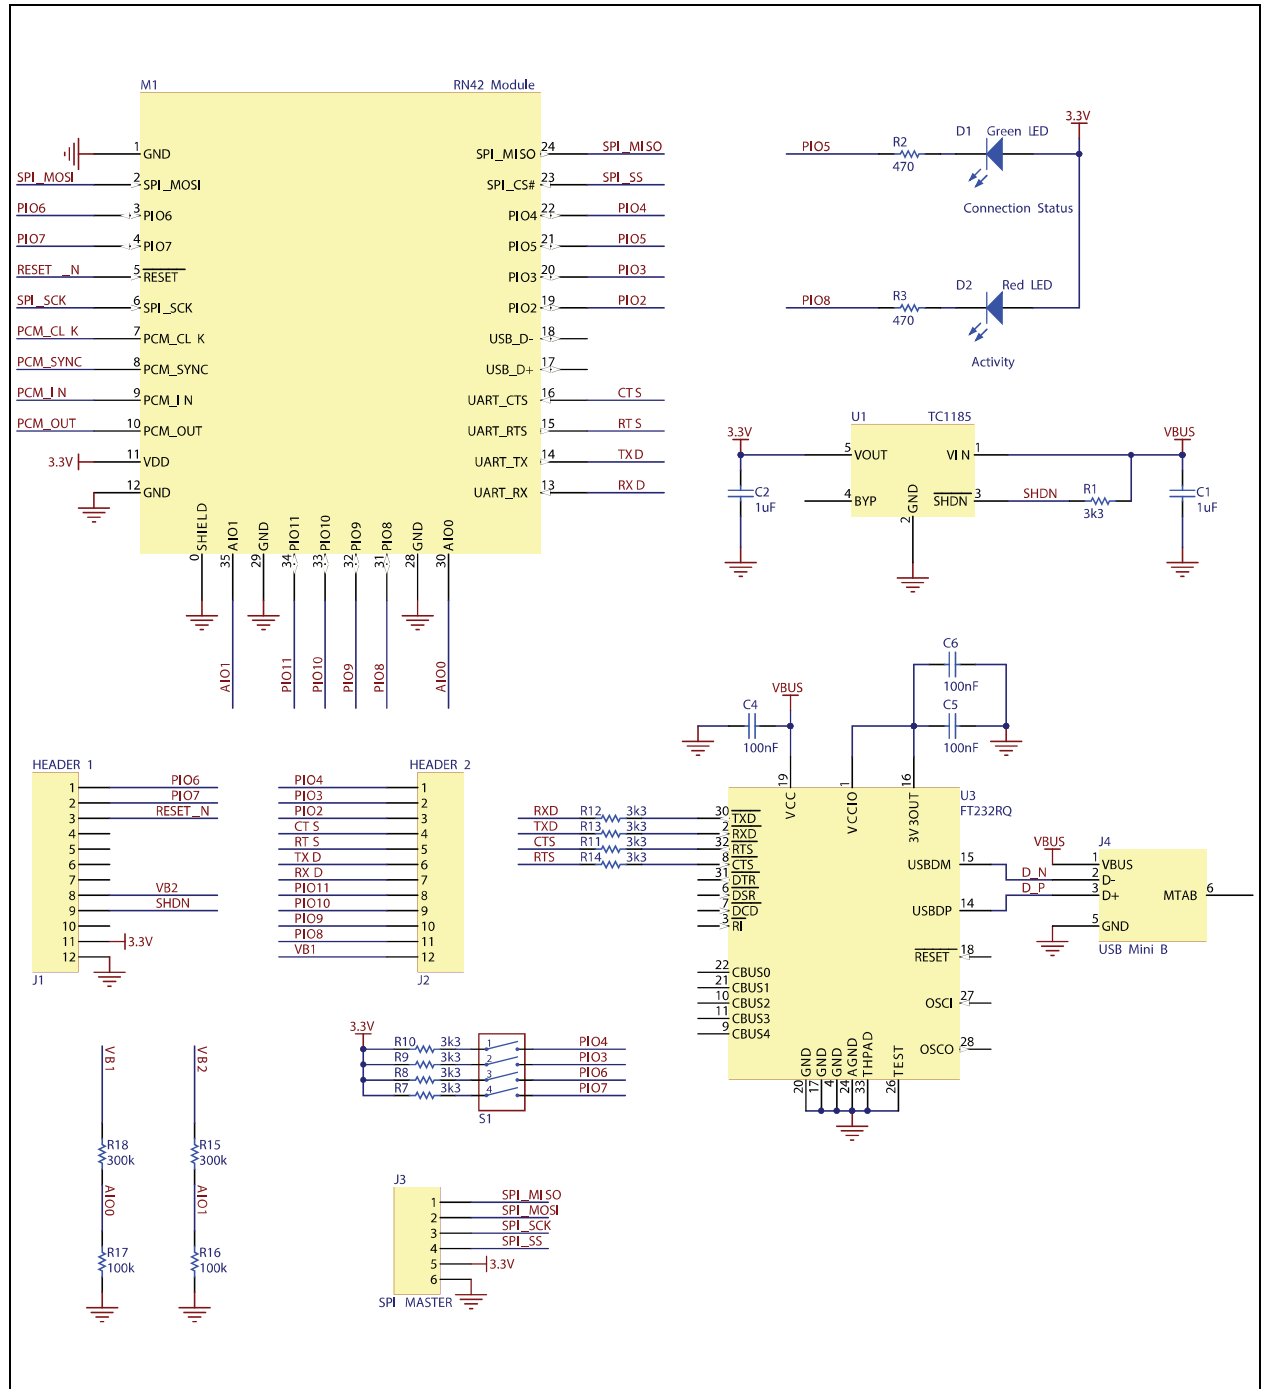 M1 RN42 Module
1 GND
SPI_MOSI 2 SPI_MOSI
PIO6 3 PIO6
PIO7 4 PIO7
RESET _N 5 RESET
SPI_SCK 6 SPI_SCK
PCM_CL K 7 PCM_CL K
PCM_SYNC 8 PCM_SYNC
PCM_I N 9 PCM_I N
PCM_OUT 10 PCM_OUT
3.3V 11 VDD
12 GND
SPI_MISO 24 SPI_MISO
SPI_CS# 23 SPI_SS
PIO4 22 PIO4
PIO5 21 PIO5
PIO3 20 PIO3
PIO2 19 PIO2
USB_D- 18
USB_D+ 17
UART_CTS 16 CT S
UART_RTS 15 RT S
UART_TX 14 TX D
UART_RX 13 RX D
0 SHIELD
35 AIO1 AIO1
29 GND
34 PIO11 PIO11
33 PIO10 PIO10
32 PIO9 PIO9
31 PIO8 PIO8
28 GND
30 AIO0 AIO0
3.3V
PIO5 R2 470 D1 Green LED
Connection Status
PIO8 R3 470 D2 Red LED
Activity
U1 TC1185
3.3V 5 VOUT VI N 1 VBUS
C2 1uF 4 BYP GND 2 SHDN 3 SHDN R1 3k3 C1 1uF
C6 100nF
VBUS
C4 100nF
C5 100nF
19 VCC
1 VCCIO
16 3V3OUT
U3
FT232RQ
RXD R12 3k3 30 TXD
TXD R13 3k3 2 RXD
CTS R11 3k3 32 RTS
RTS R14 3k3 8 CTS
31 DTR
6 DSR
7 DCD
3 RI
22 CBUS0
21 CBUS1
10 CBUS2
11 CBUS3
9 CBUS4
USBDM 15 D_N
USBDP 14 D_P
RESET 18
OSCI 27
OSCO 28
20 GND
17 GND
4 GND
24 AGND
33 THPAD
26 TEST
J4
VBUS 1 VBUS
2 D-
3 D+
5 GND
MTAB 6
USB Mini B
HEADER 1
1 PIO6
2 PIO7
3 RESET_N
4
5
6
7
8 VB2
9 SHDN
10
11 3.3V
12
J1
HEADER 2
PIO4 1
PIO3 2
PIO2 3
CT S 4
RT S 5
TX D 6
RX D 7
PIO11 8
PIO10 9
PIO9 10
PIO8 11
VB1 12
J2
3.3V
R10 3k3 1 PIO4
R9 3k3 2 PIO3
R8 3k3 3 PIO6
R7 3k3 4 PIO7
S1
VB1
R18
300k
AIO0
R17
100k
VB2
R15
300k
AIO1
R16
100k
J3
1 SPI_MISO
2 SPI_MOSI
3 SPI_SCK
4 SPI_SS
5 3.3V
6
SPI MASTER